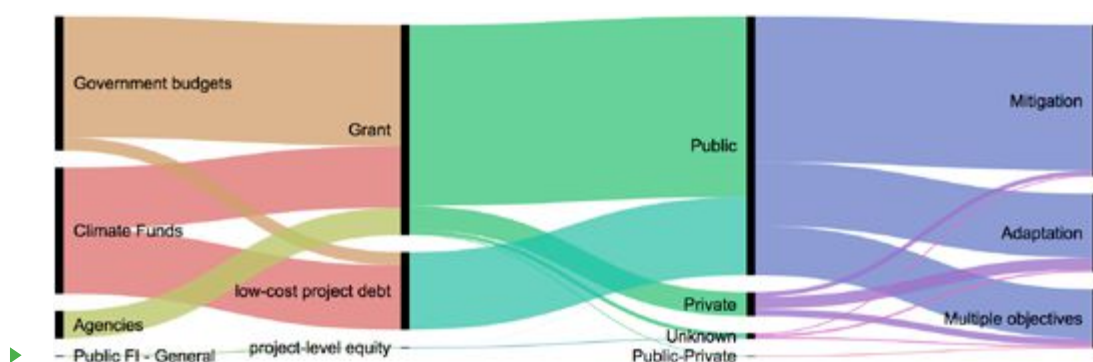 Government budgets
Climate Funds
Agencies
Public FI - General
Grant
low-cost project debt
project-level equity
Public
Private
Unknown
Public-Private
Mitigation
Adaptation
Multiple objectives